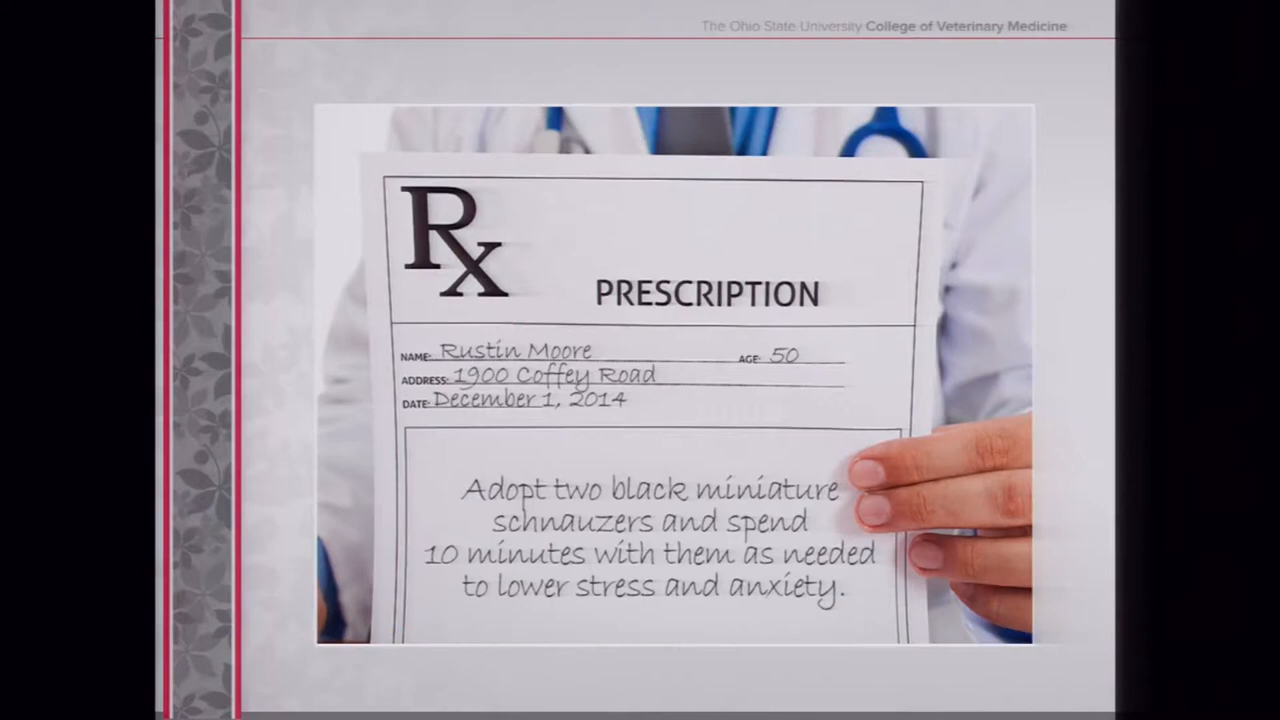 The Ohio State University College of Veterinary Medicine
Rx
PRESCRIPTION
NAME: Rustin Moore AGE: 50
ADDRESS: 1900 Coffey Road
DATE: December 1, 2014
Adopt two black miniature
schnauzers and spend
10 minutes with them as needed
to lower stress and anxiety.